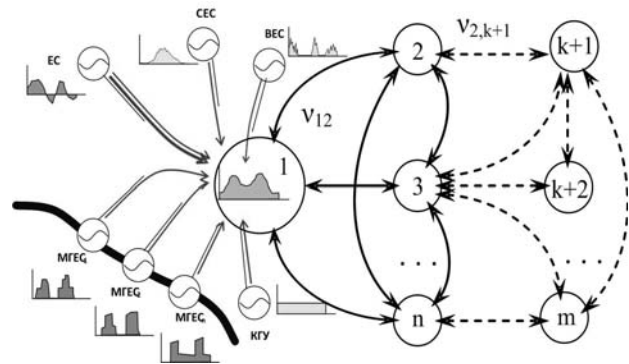 СЕС
ВЕС
ЕС
2
ν2,k+1
k+1
ν12
1
3
k+2
МГЕС
МГЕС
МГЕС
КГУ
. . .
. . .
n
m